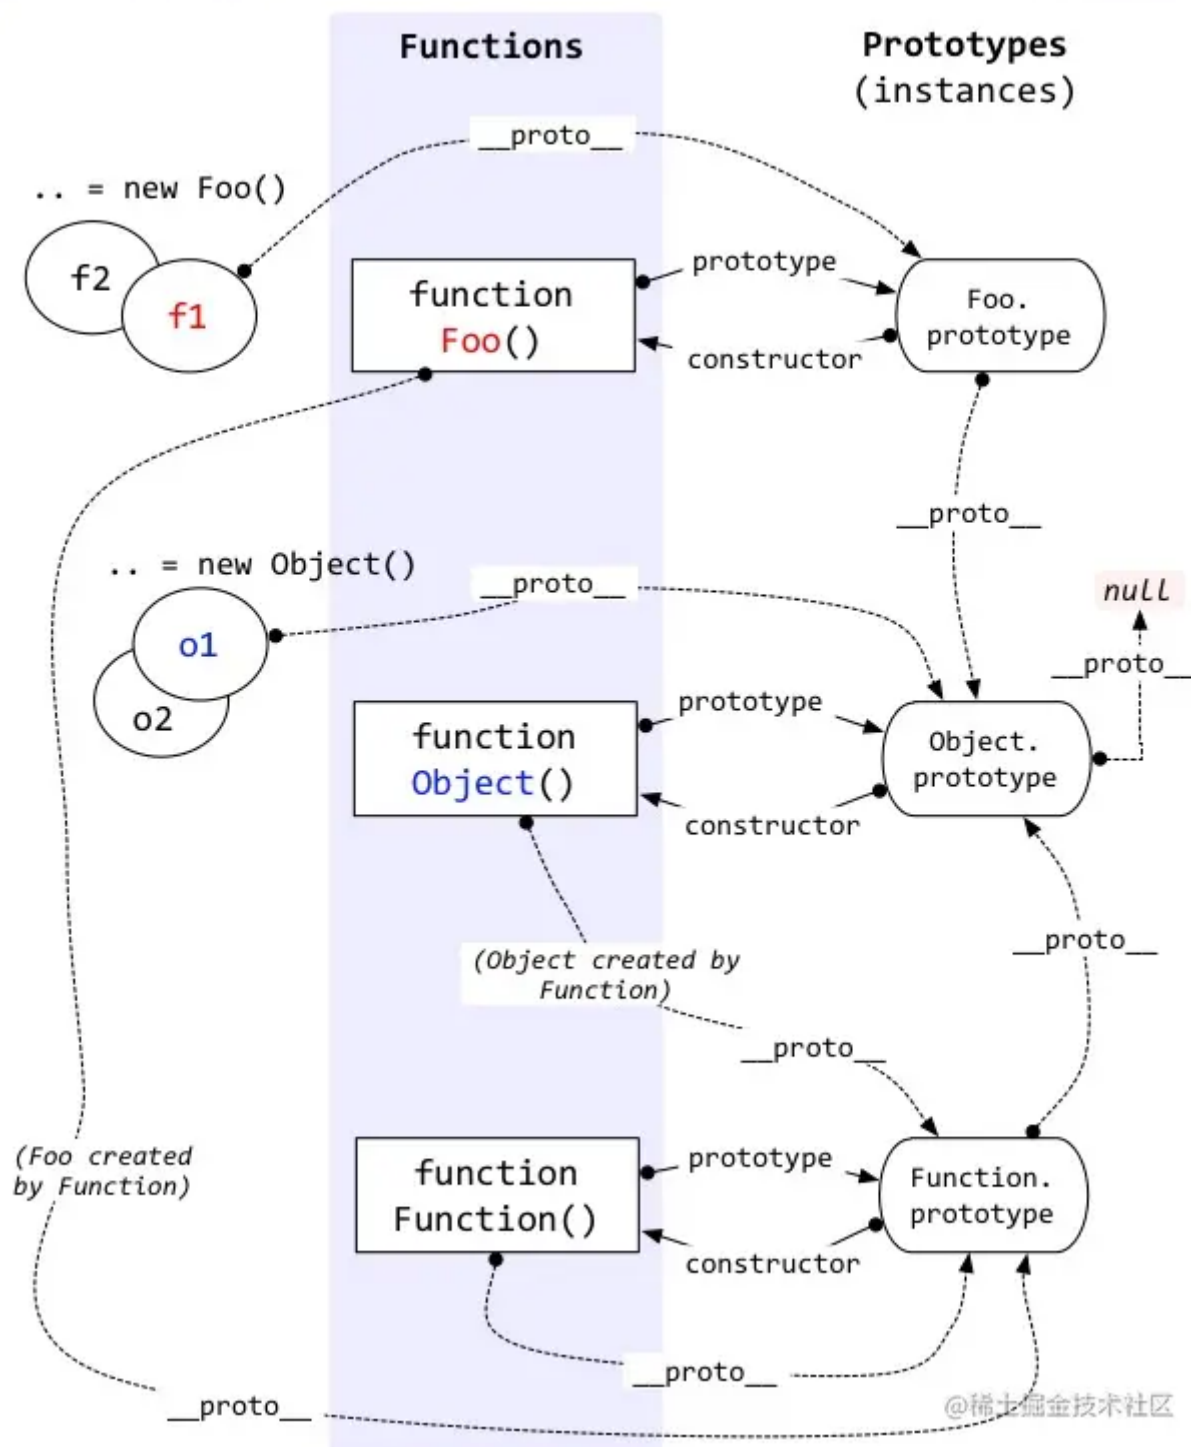 Functions
Prototypes
(instances)
__proto__
.. = new Foo()
f2
f1
function
Foo()
prototype
constructor
Foo.
prototype
__proto__
.. = new Object()
__proto__
o1
o2
null
__proto__
function
Object()
prototype
constructor
Object.
prototype
__proto__
(Object created by
Function)
__proto__
(Foo created
by Function)
function
Function()
prototype
constructor
Function.
prototype
__proto__
__proto__
@稀土掘金技术社区